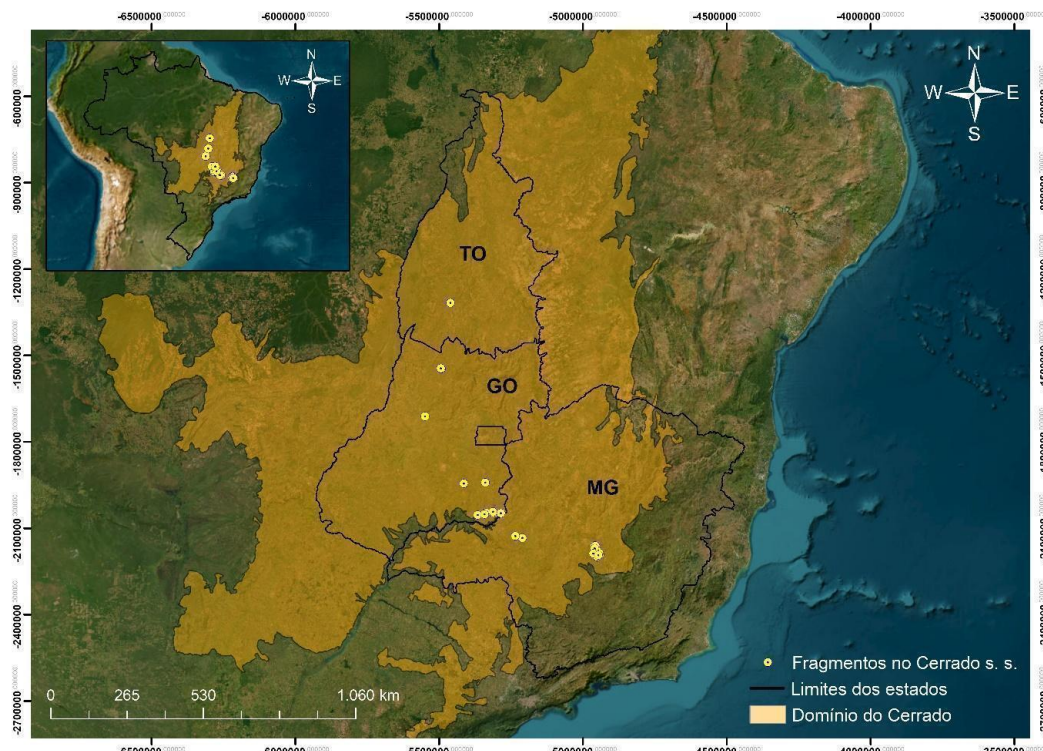 -6500000 -6000000 -5500000 -5000000 -4500000 -4000000 -3500000
N
W E
S
N
W E
S
-600000
-900000
-1200000
-1500000
-1800000
-2100000
-2400000
-2700000
TO
GO
MG
Fragmentos no Cerrado s. s.
Limites dos estados
Domínio do Cerrado
0 265 530 1.060 km